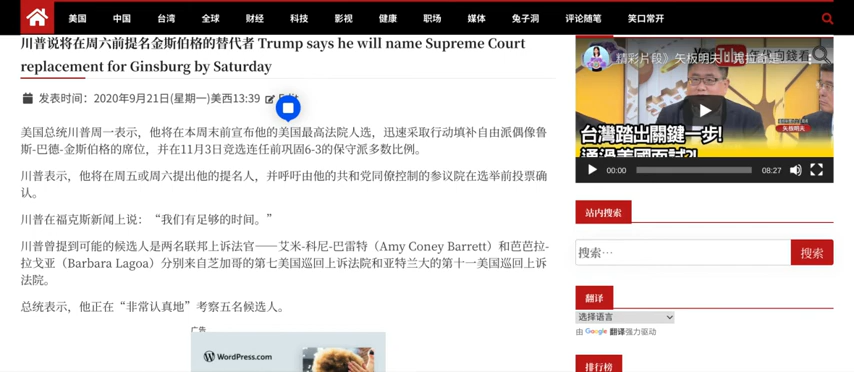 美国 中国 台湾 全球 财经 科技 影视 健康 职场 媒体 兔子洞 评论随笔 笑口常开
川普说将在周六前提名金斯伯格的替代者 Trump says he will name Supreme Court
replacement for Ginsburg by Saturday
发表时间：2020年9月21日(星期一)美西13:39
美国总统川普周一表示，他将在本周末前宣布他的美国最高法院人选，迅速采取行动填补自由派偶像鲁
斯-巴德-金斯伯格的席位，并在11月3日竞选连任前巩固6-3的保守派多数比例。
川普表示，他将在周五或周六提出他的提名人，并呼吁由他的共和党同僚控制的参议院在选举前投票确
认。
川普在福克斯新闻上说：“我们有足够的时间。”
川普曾提到可能的候选人是两名联邦上诉法官——艾米-科尼-巴雷特（Amy Coney Barrett）和芭芭拉-
拉戈亚（Barbara Lagoa）分别来自芝加哥的第七美国巡回上诉法院和亚特兰大的第十一美国巡回上诉
法院。
总统表示，他正在“非常认真地”考察五名候选人。
广告
WordPress.com
精彩片段》矢板明夫：
台灣踏出關鍵一步!
通過美國面試?!
矢板明夫
00:00 08:27
站内搜索
搜索… 搜索
翻译
选择语言
由 Google 翻译强力驱动
排行榜